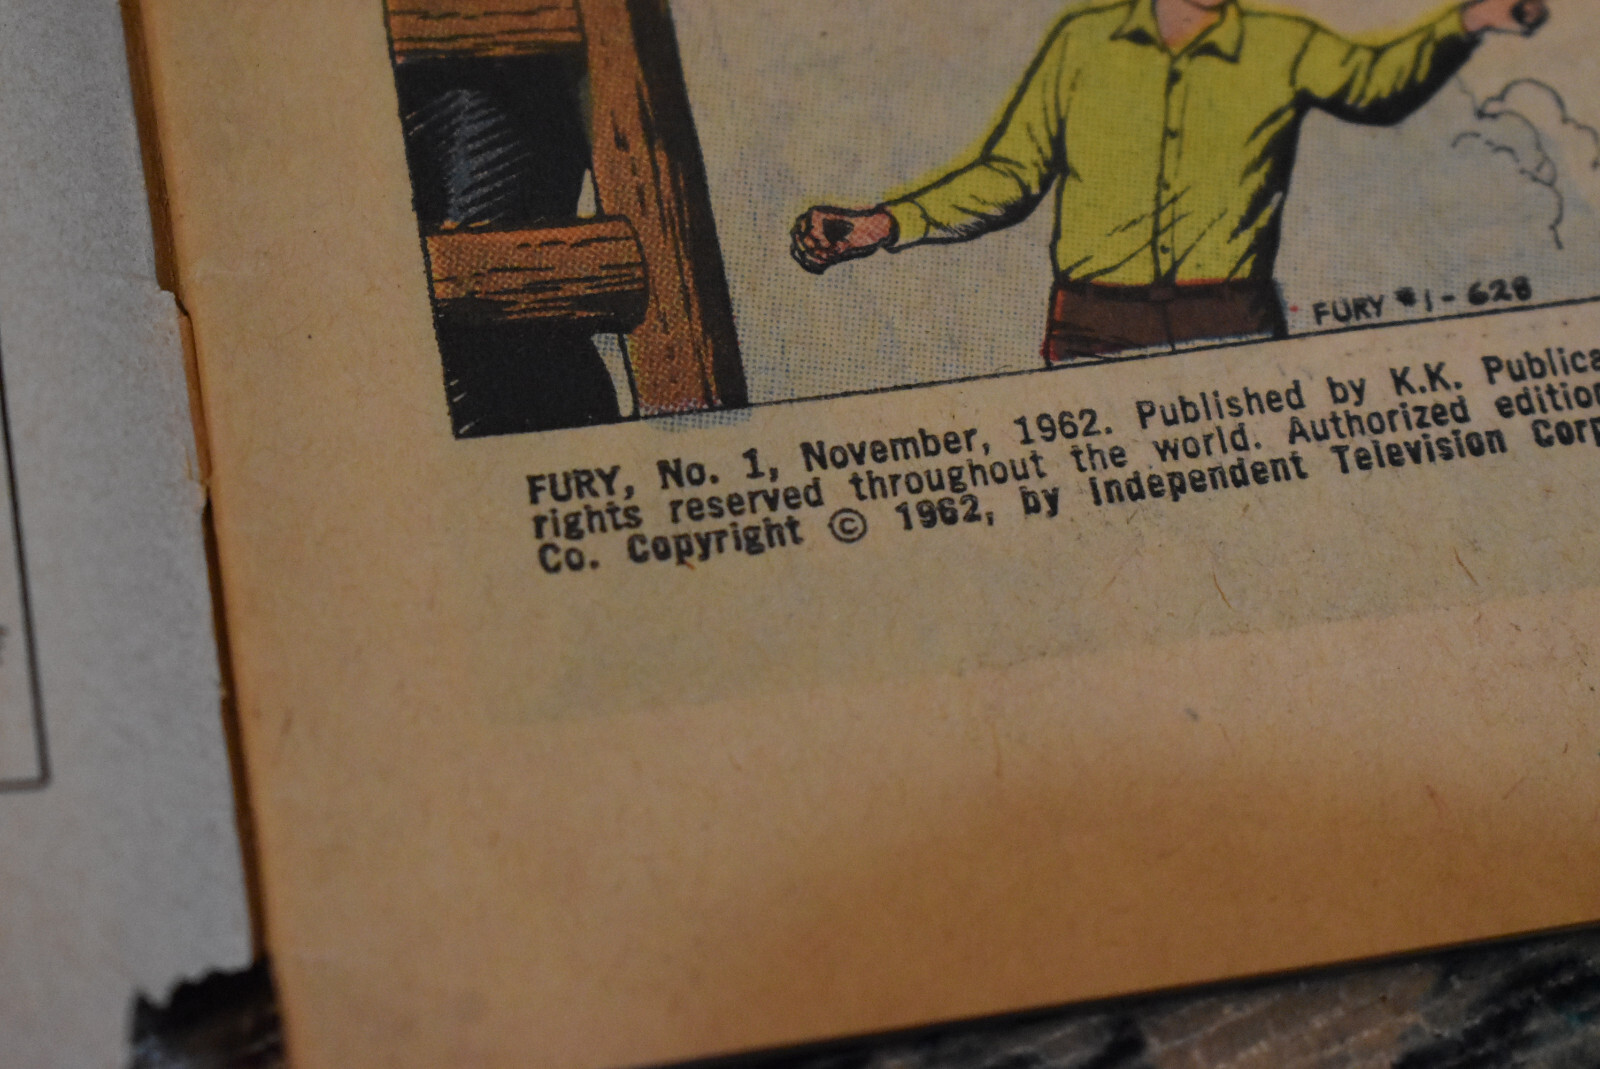 FURY #1-628
FURY, No. 1, November, 1962. Published by K.K. Publica
rights reserved throughout the world. Authorized edition
Co. Copyright © 1962, by Independent Television Corp